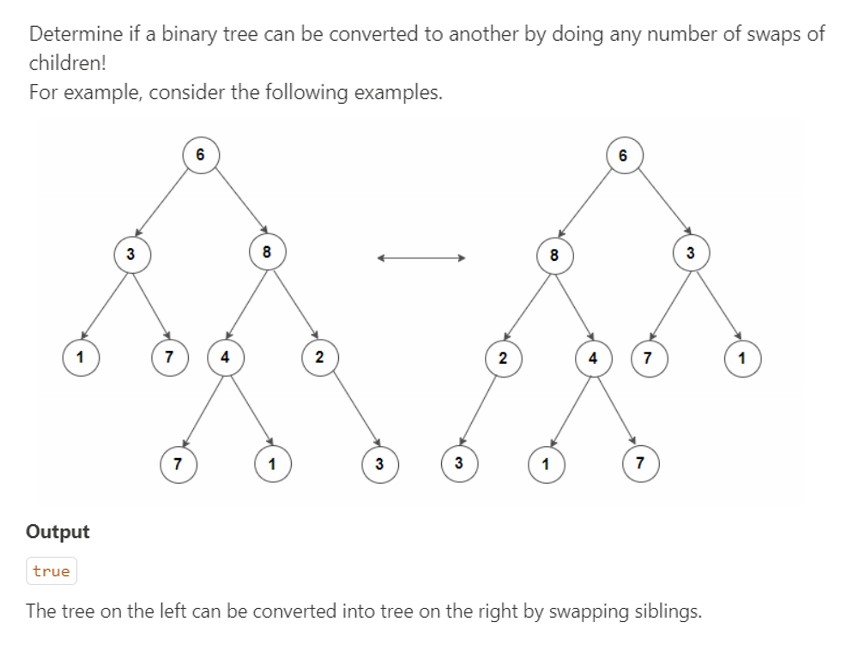 Determine if a binary tree can be converted to another by doing any number of swaps of
children!
For example, consider the following examples.
6 6
3 8 8 3
1 7 4 2 2 4 7 1
7 1 3 3 1 7
Output
true
The tree on the left can be converted into tree on the right by swapping siblings.